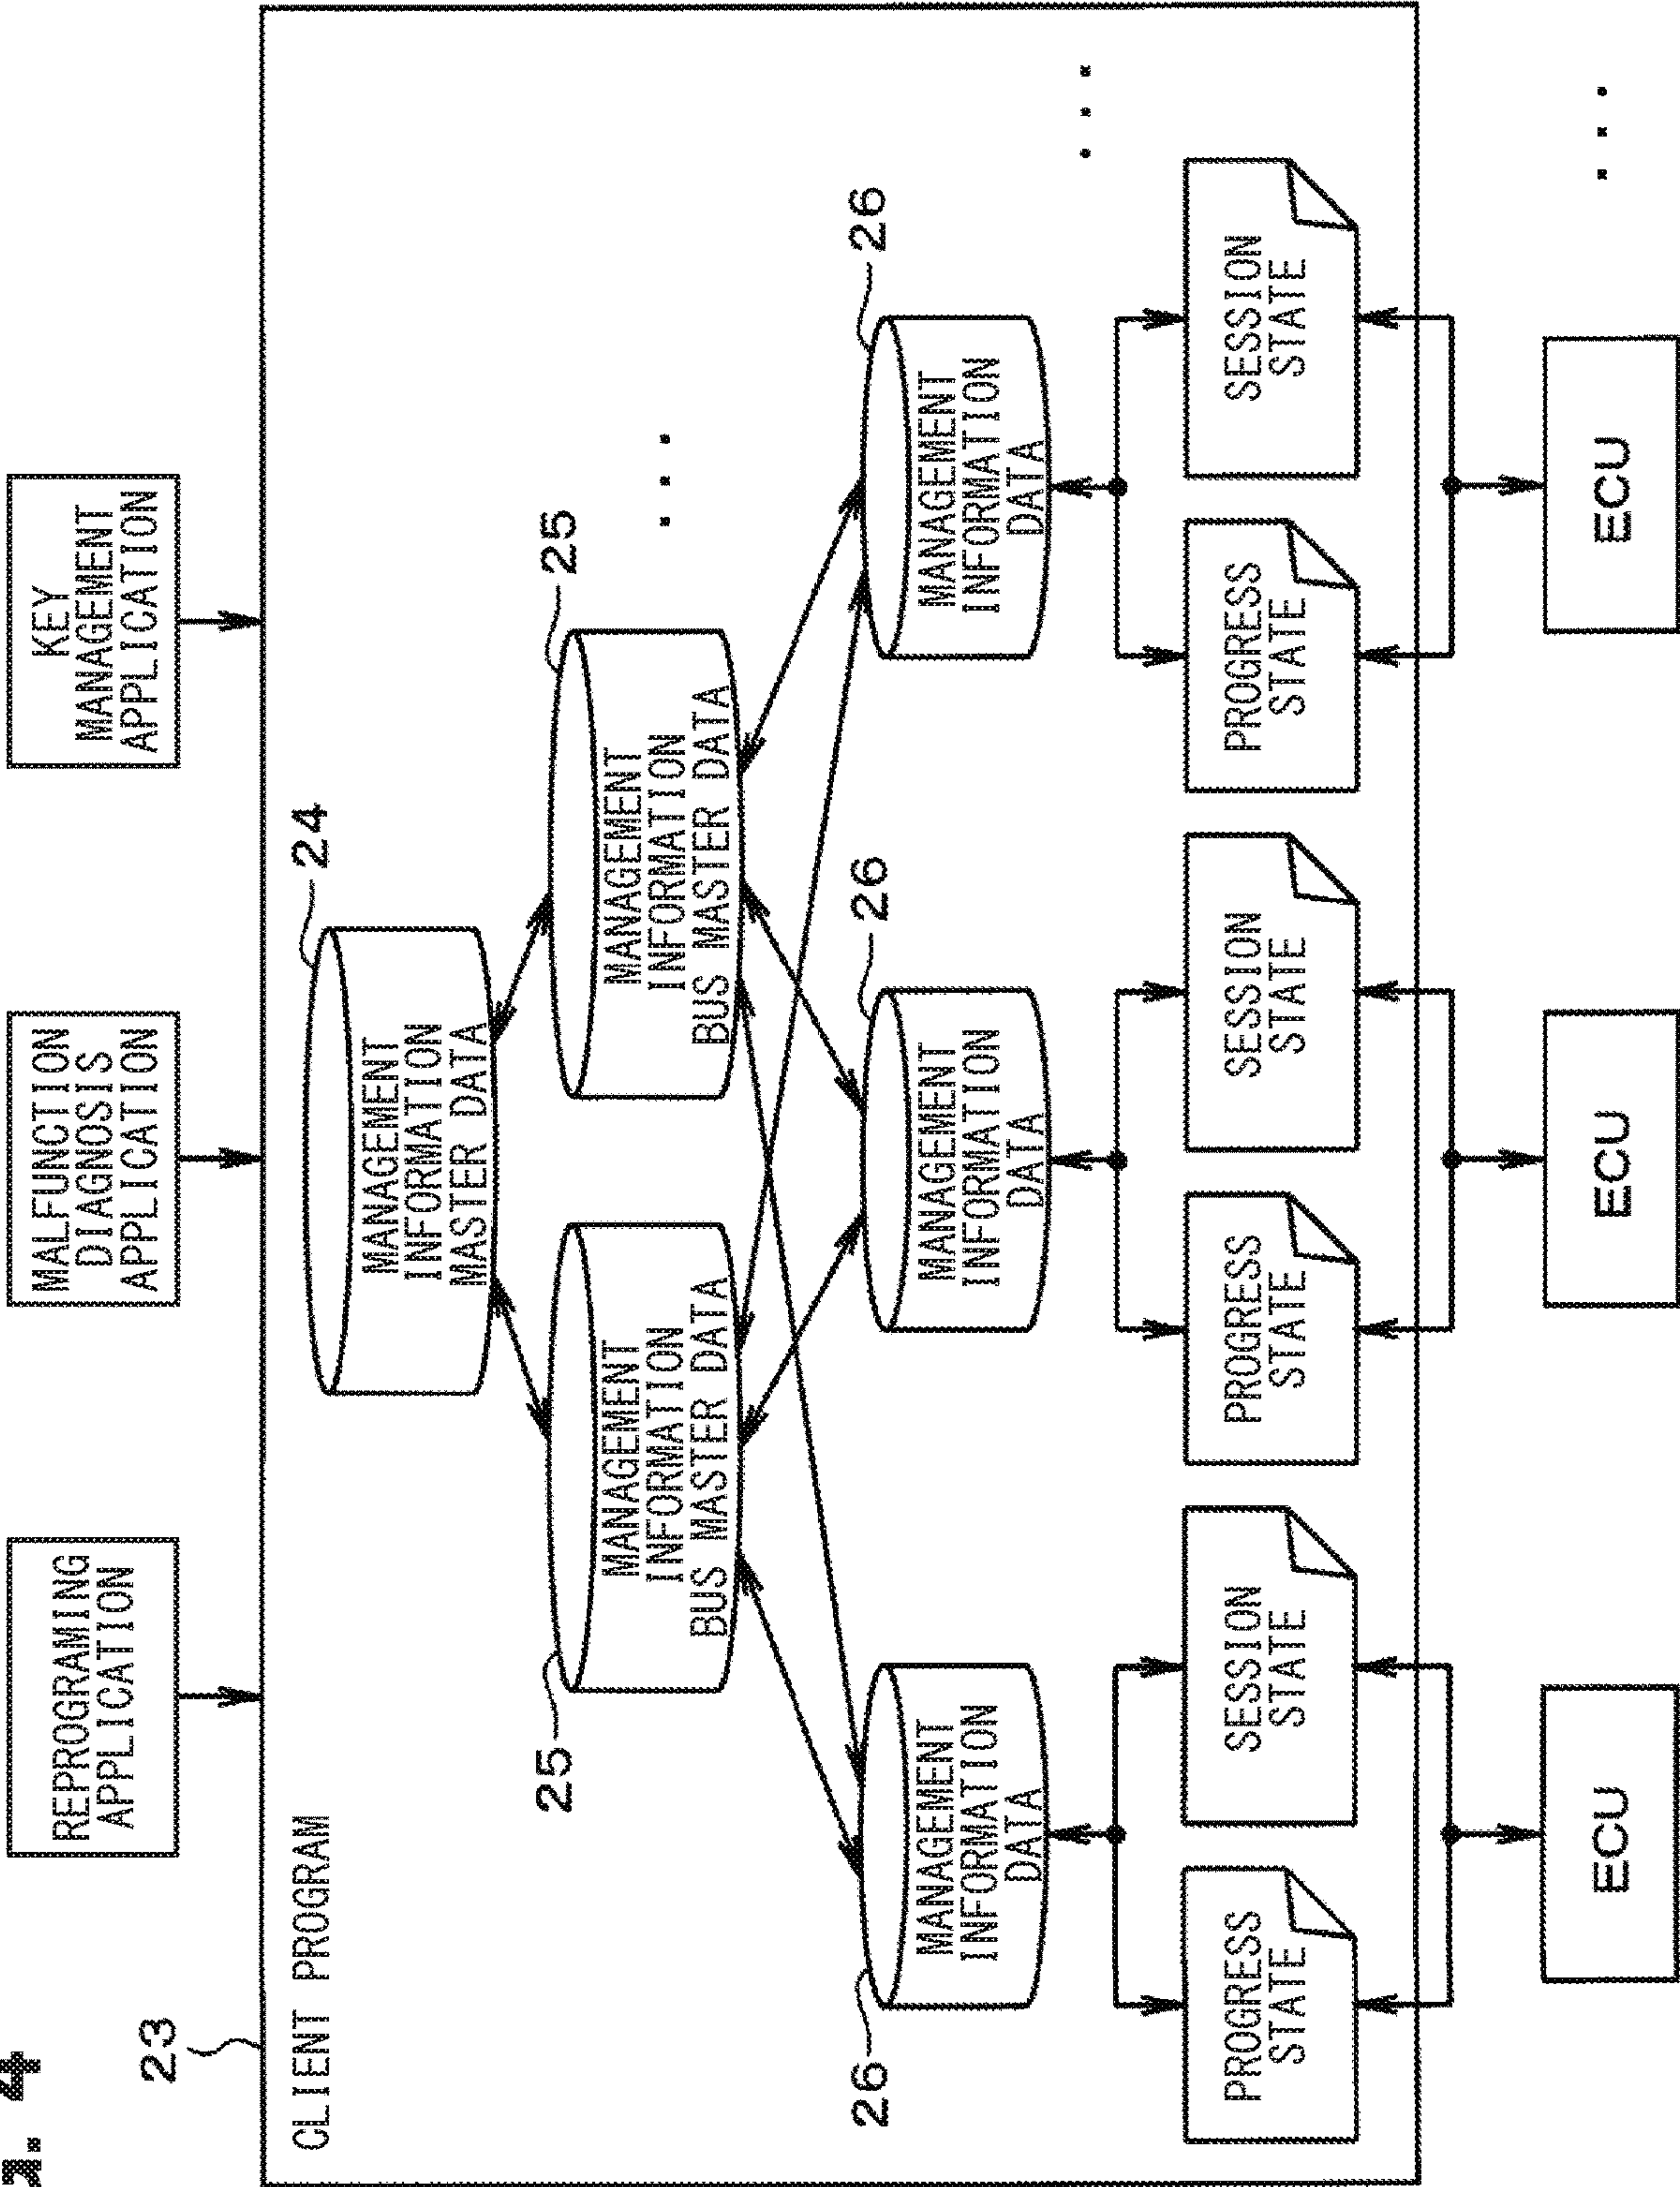 G. 4
REPROGRAMING
APPLICATION
MALFUNCTION
DIAGNOSIS
APPLICATION
KEY
MANAGEMENT
APPLICATION
23
CLIENT PROGRAM
24
MANAGEMENT
INFORMATION
MASTER DATA
25
MANAGEMENT
INFORMATION
BUS MASTER DATA
25
MANAGEMENT
INFORMATION
BUS MASTER DATA
...
26
MANAGEMENT
INFORMATION
DATA
26
MANAGEMENT
INFORMATION
DATA
26
MANAGEMENT
INFORMATION
DATA
...
PROGRESS
STATE
SESSION
STATE
PROGRESS
STATE
SESSION
STATE
PROGRESS
STATE
SESSION
STATE
ECU
ECU
ECU
...